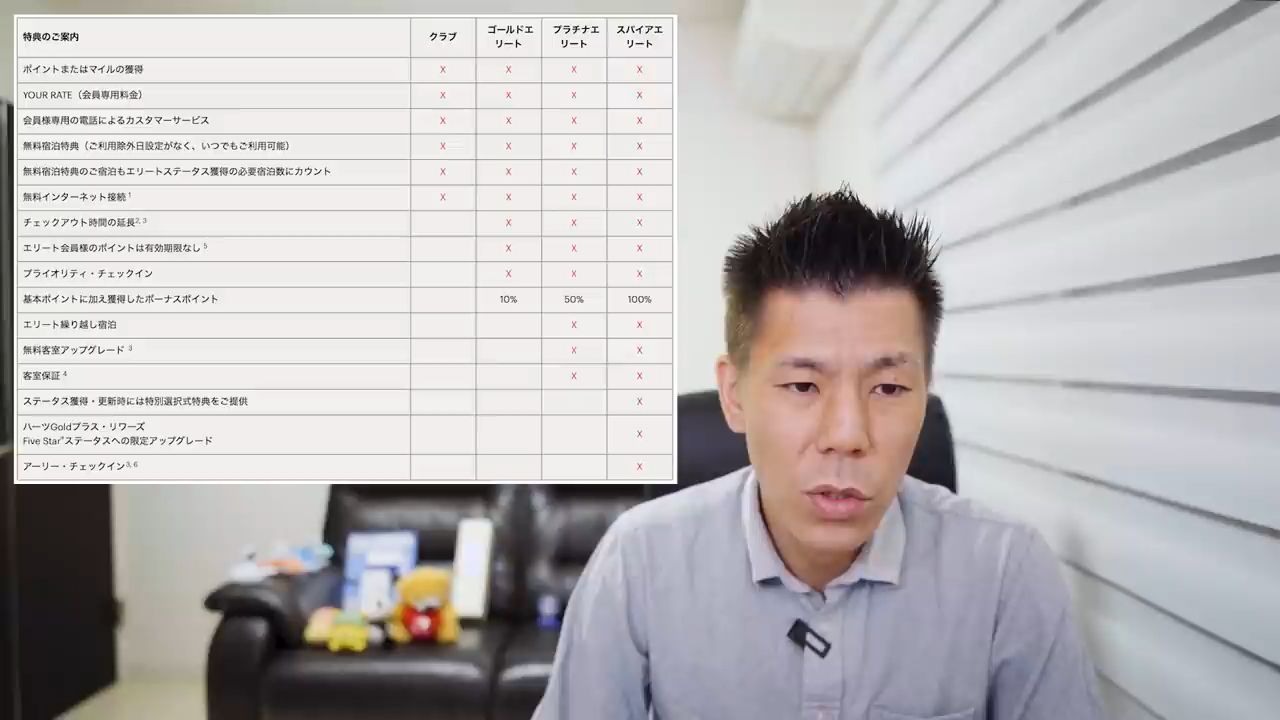 特典のご案内 クラブ ゴールドエリート プラチナエリート スパイアエリート
ポイントまたはマイルの獲得 X X X X
YOUR RATE（会員専用料金） X X X X
会員様専用の電話によるカスタマーサービス X X X X
無料宿泊特典（ご利用除外日設定がなく、いつでもご利用可能） X X X X
無料宿泊特典のご宿泊もエリートステータス獲得の必要宿泊数にカウント X X X X
無料インターネット接続 1 X X X X
チェックアウト時間の延長2, 3 X X X
エリート会員様のポイントは有効期限なし 5 X X X
プライオリティ・チェックイン X X X
基本ポイントに加え獲得したボーナスポイント 10% 50% 100%
エリート繰り越し宿泊 X X
無料客室アップグレード 3 X X
客室保証 4 X X
ステータス獲得・更新時には特別選択式特典をご提供 X
ハーツGoldプラス・リワーズ
Five Star®ステータスへの限定アップグレード X
アーリー・チェックイン3, 6 X